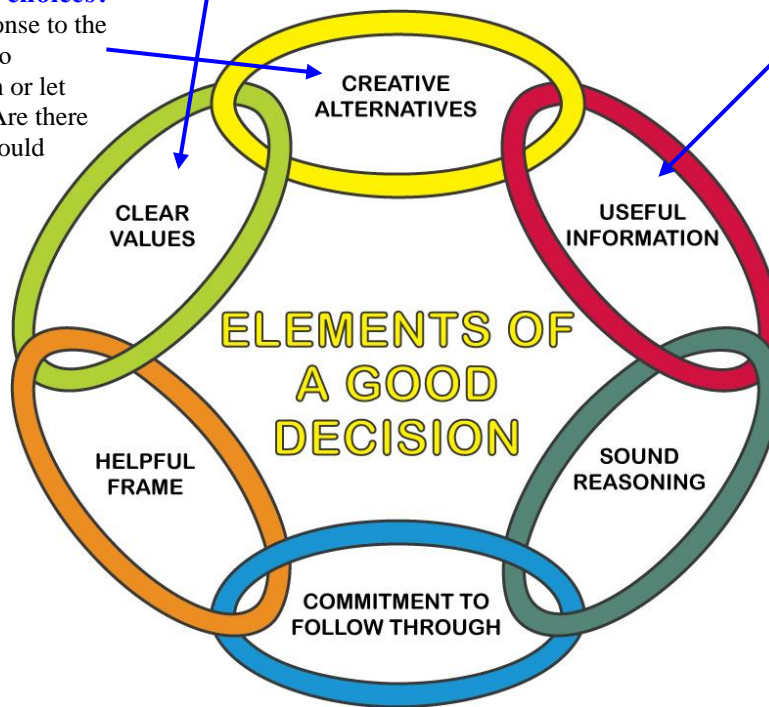 choices?
onse to the
o
n or let
Are there
ould
CREATIVE
ALTERNATIVES
CLEAR
VALUES
USEFUL
INFORMATION
ELEMENTS OF
A GOOD
DECISION
HELPFUL
FRAME
SOUND
REASONING
COMMITMENT TO
FOLLOW THROUGH